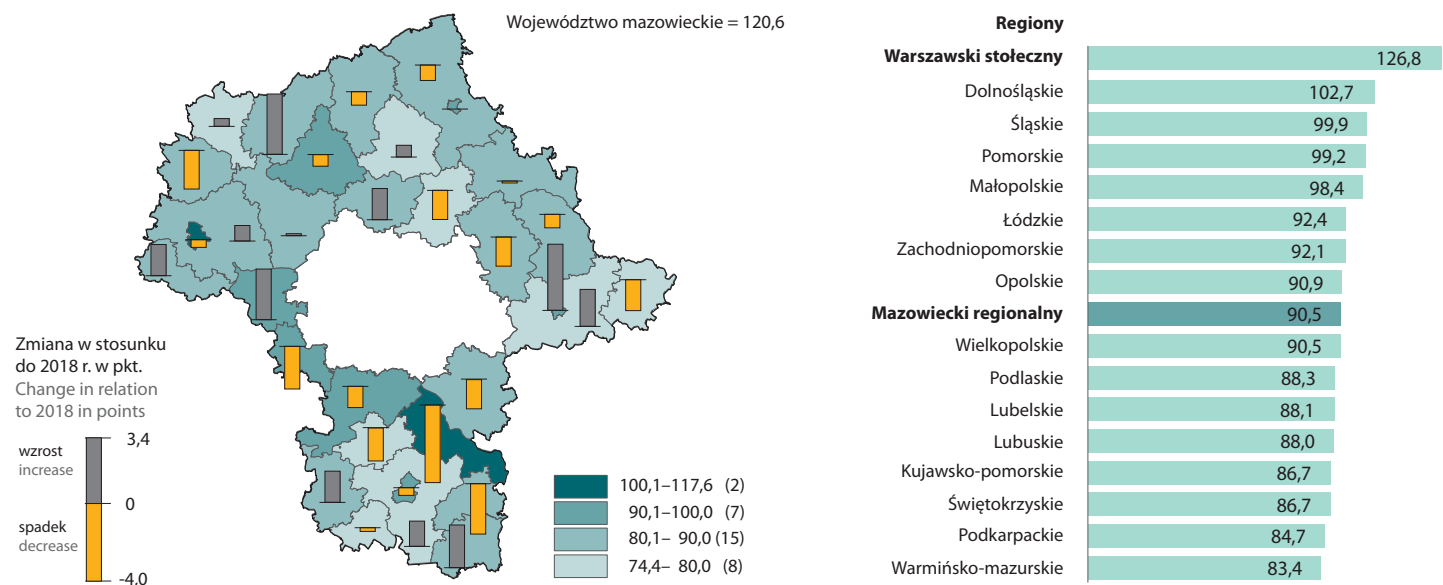 Województwo mazowieckie = 120,6
Zmiana w stosunku
do 2018 r. w pkt.
Change in relation
to 2018 in points
wzrost
increase
3,4
0
spadek
decrease
-4,0
100,1–117,6 (2)
90,1–100,0 (7)
80,1– 90,0 (15)
74,4– 80,0 (8)
Regiony
Warszawski stołeczny 126,8
Dolnośląskie 102,7
Śląskie 99,9
Pomorskie 99,2
Małopolskie 98,4
Łódzkie 92,4
Zachodniopomorskie 92,1
Opolskie 90,9
Mazowiecki regionalny 90,5
Wielkopolskie 90,5
Podlaskie 88,3
Lubelskie 88,1
Lubuskie 88,0
Kujawsko-pomorskie 86,7
Świętokrzyskie 86,7
Podkarpackie 84,7
Warmińsko-mazurskie 83,4